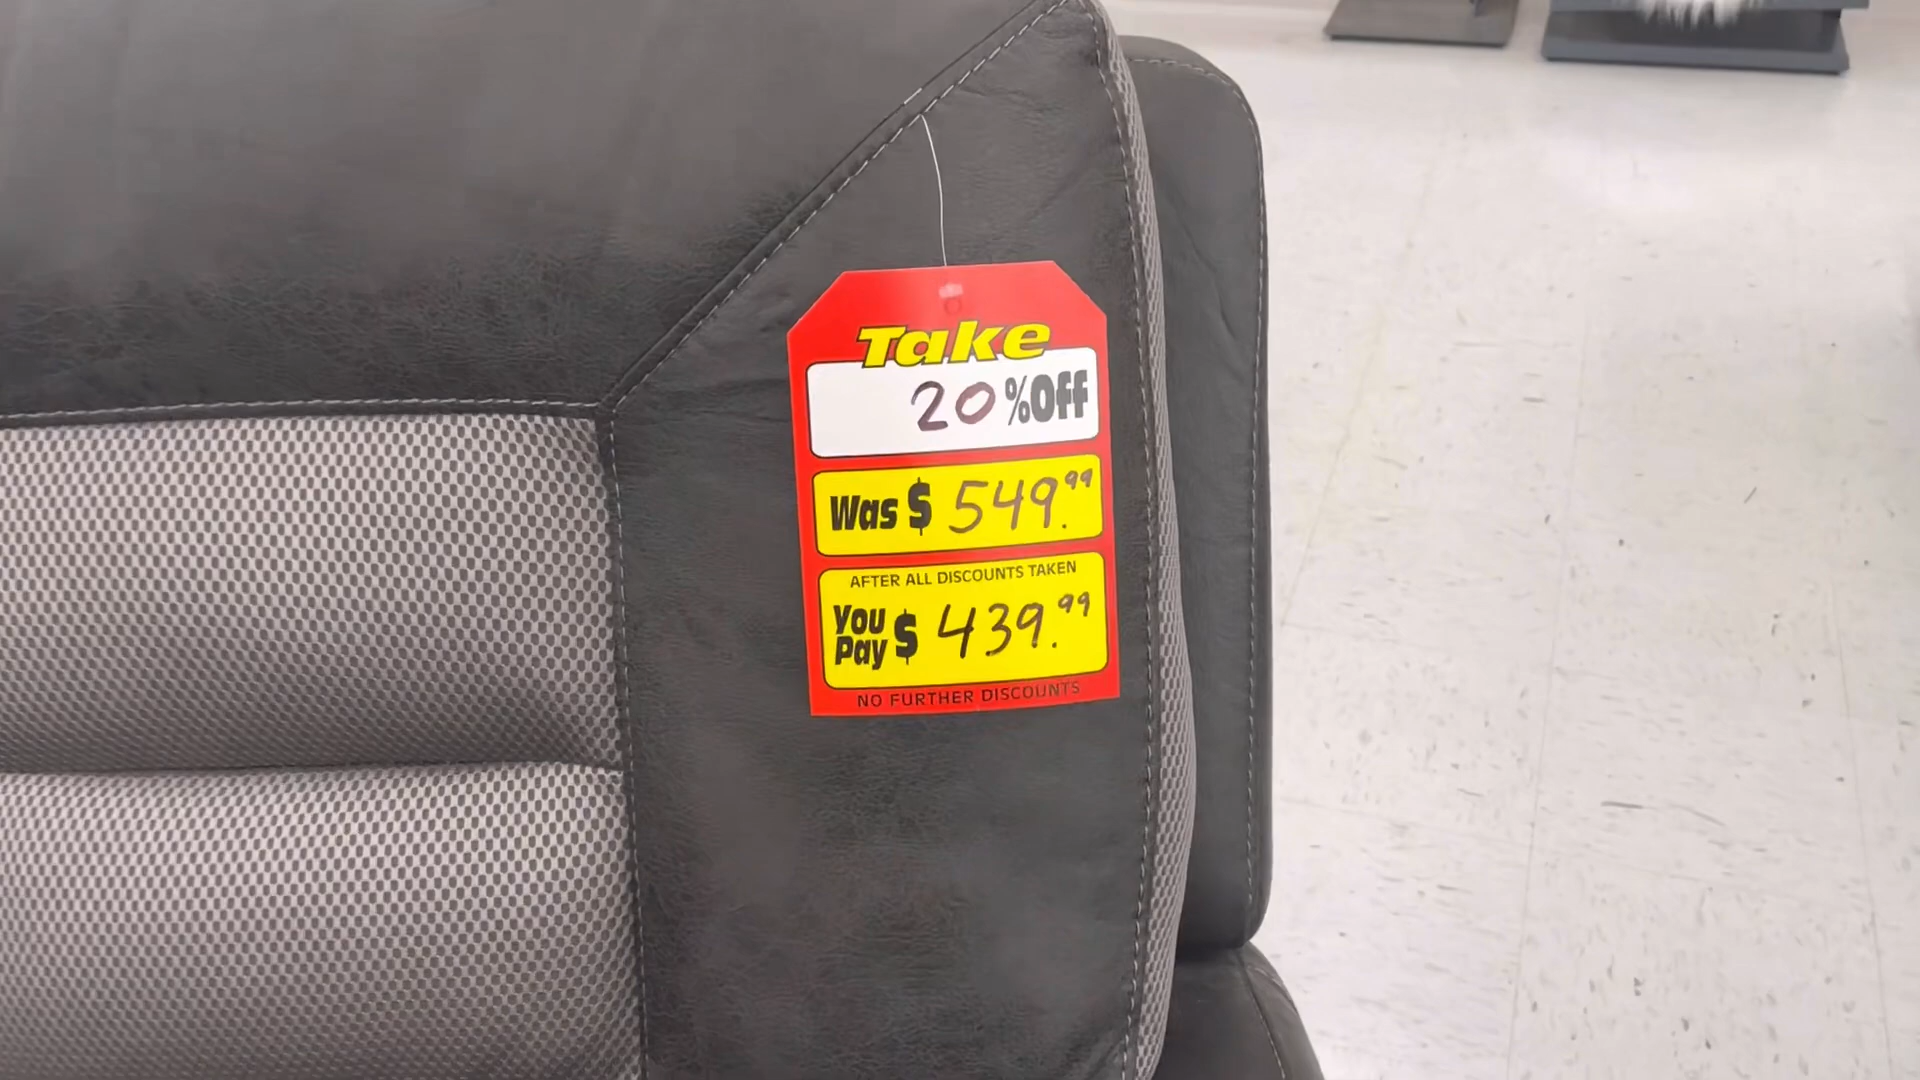 Take
20 %Off
Was $ 549.99
AFTER ALL DISCOUNTS TAKEN
You Pay $ 439.99
NO FURTHER DISCOUNTS